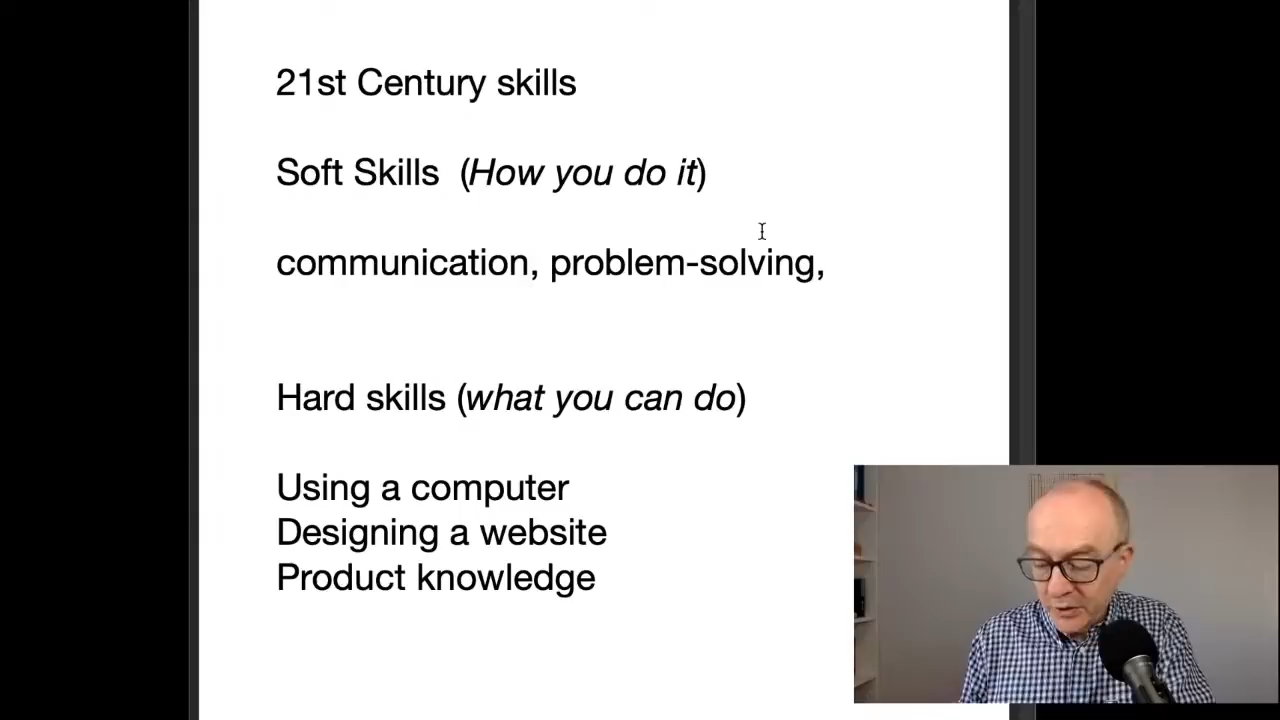 21st Century skills
Soft Skills (How you do it)
communication, problem-solving,
Hard skills (what you can do)
Using a computer
Designing a website
Product knowledge